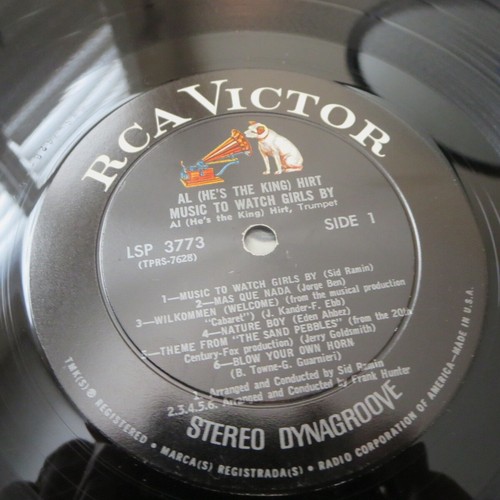 RCA VICTOR
AL (HE'S THE KING) HIRT
MUSIC TO WATCH GIRLS BY
Al (He's the King) Hirt, Trumpet
LSP 3773
(TPRS-7628)
SIDE 1
1—MUSIC TO WATCH GIRLS BY (Sid Ramin)
2—MAS QUE NADA (Jorge Ben)
3—WILKOMMEN (WELCOME) (from the musical production
"Cabaret") (J. Kander-F. Ebb)
4—NATURE BOY (Eden Ahbez)
5—THEME FROM "THE SAND PEBBLES" (from the 20th
Century-Fox production) (Jerry Goldsmith)
6—BLOW YOUR OWN HORN
(B. Towne-G. Guarnieri)
1. Arranged and Conducted by Sid Ramin
2.3.4.5.6. Arranged and Conducted by Frank Hunter
STEREO DYNAGROOVE
TMK(S) ® REGISTERED • MARCA(S) REGISTRADA(S) • RADIO CORPORATION OF AMERICA—MADE IN U.S.A.